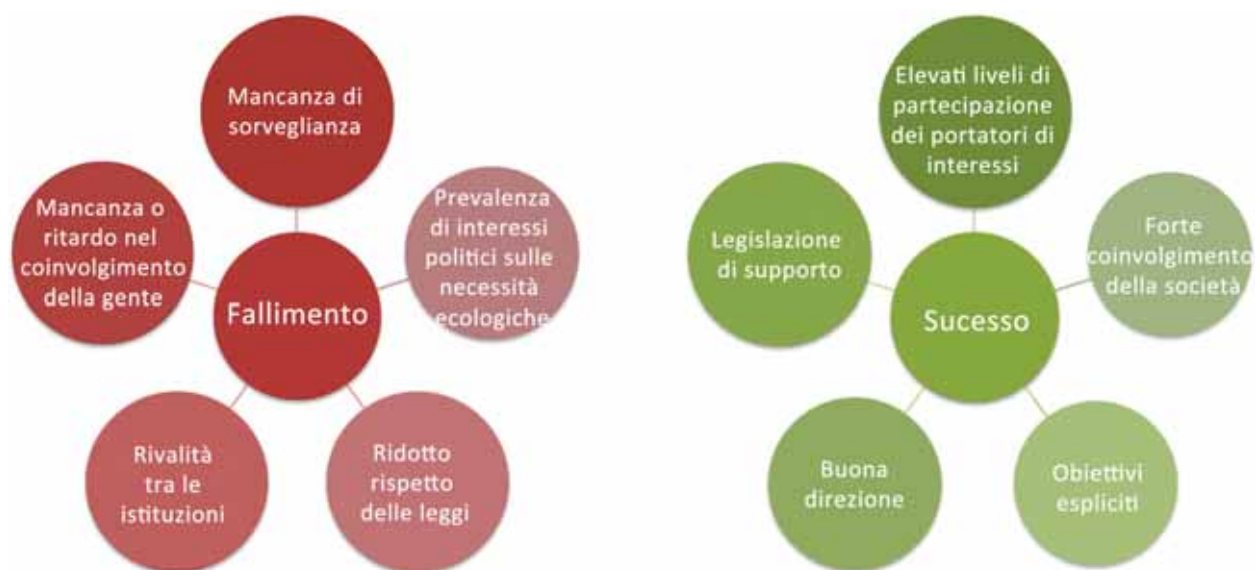 Mancanza di
sorveglianza
Prevalenza
di interessi
politici sulle
necessità
ecologiche
Ridotto
rispetto
delle leggi
Rivalità
tra le
istituzioni
Mancanza o
ritardo nel
coinvolgimento
della gente
Fallimento
Elevati liveli di
partecipazione
dei portatori di
interessi
Forte
coinvolgimento
della società
Obiettivi
espliciti
Buona
direzione
Legislazione
di supporto
Sucesso